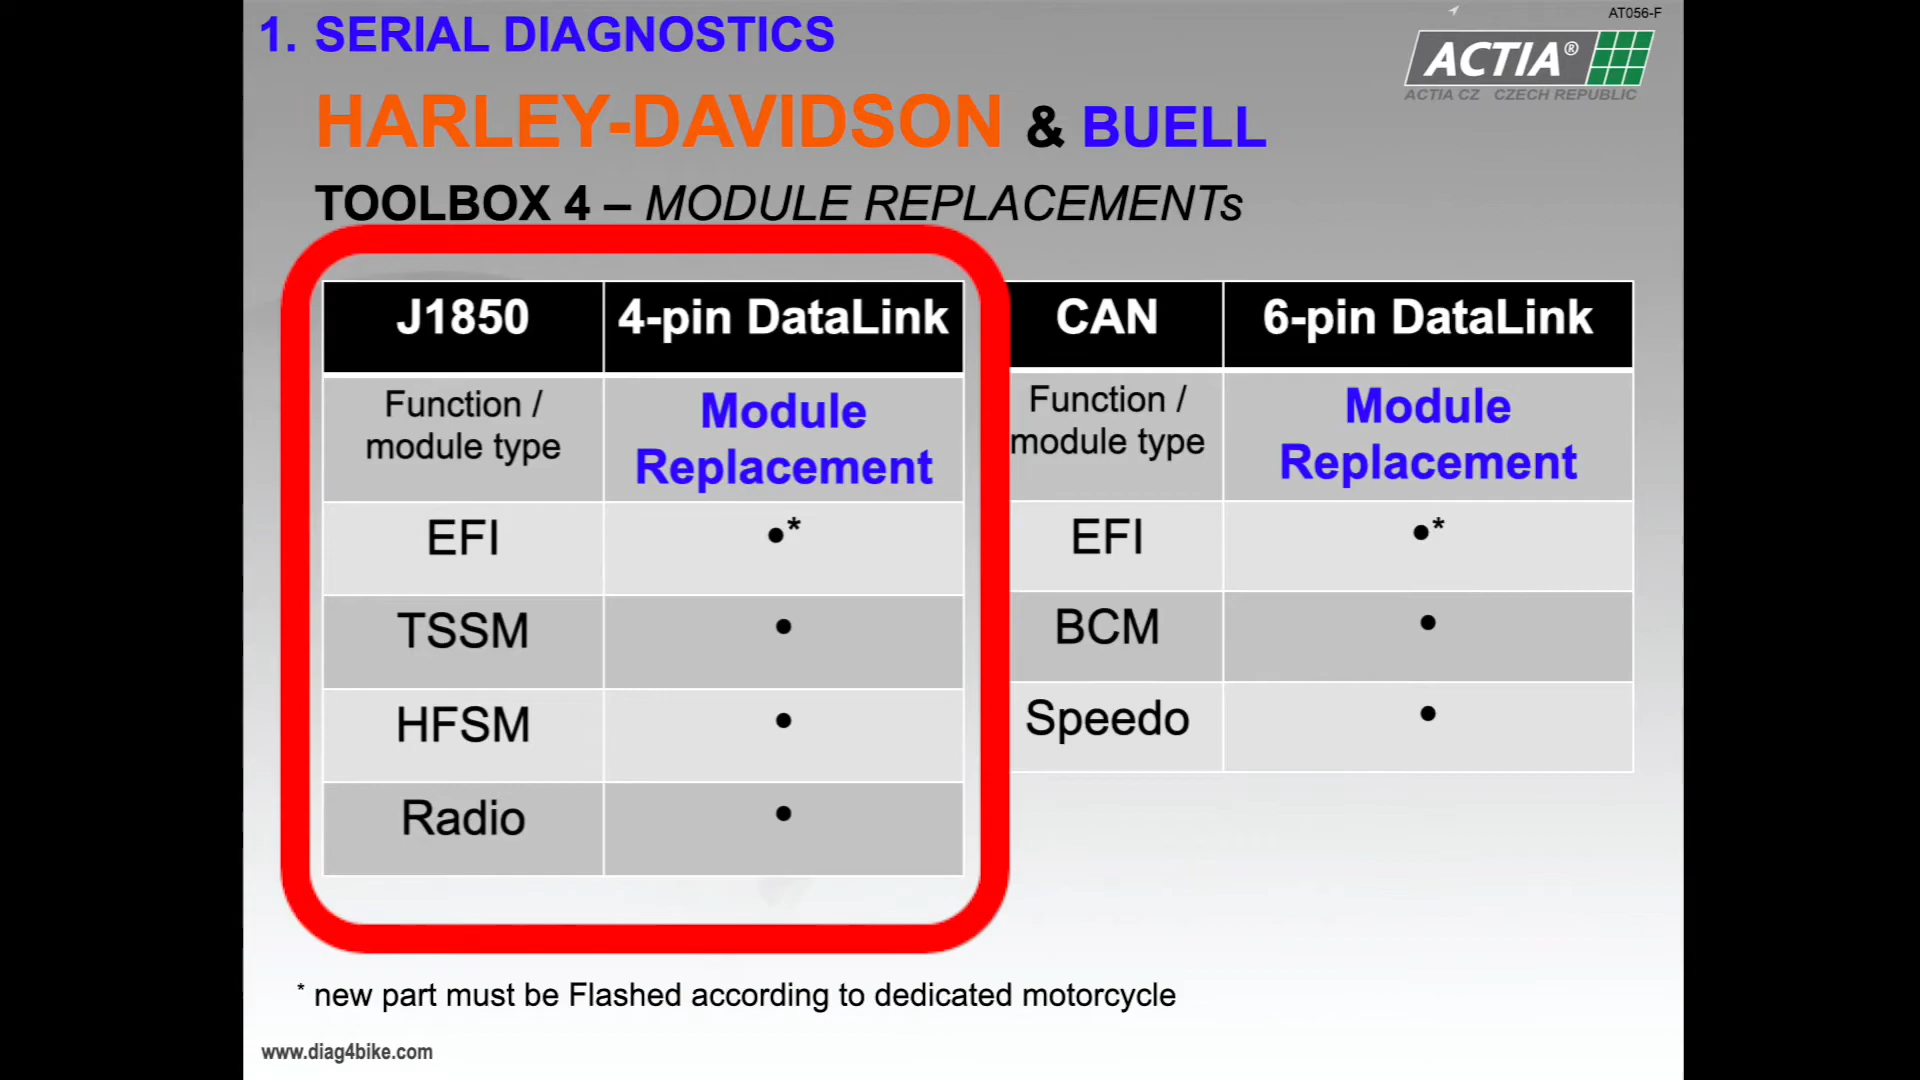 1. SERIAL DIAGNOSTICS
AT056-F
ACTIA®
ACTIA CZ CZECH REPUBLIC
HARLEY-DAVIDSON & BUELL
TOOLBOX 4 – MODULE REPLACEMENTs
J1850 4-pin DataLink
Function /
module type
Module
Replacement
EFI •*
TSSM •
HFSM •
Radio •
CAN 6-pin DataLink
Function /
module type
Module
Replacement
EFI •*
BCM •
Speedo •
* new part must be Flashed according to dedicated motorcycle
www.diag4bike.com